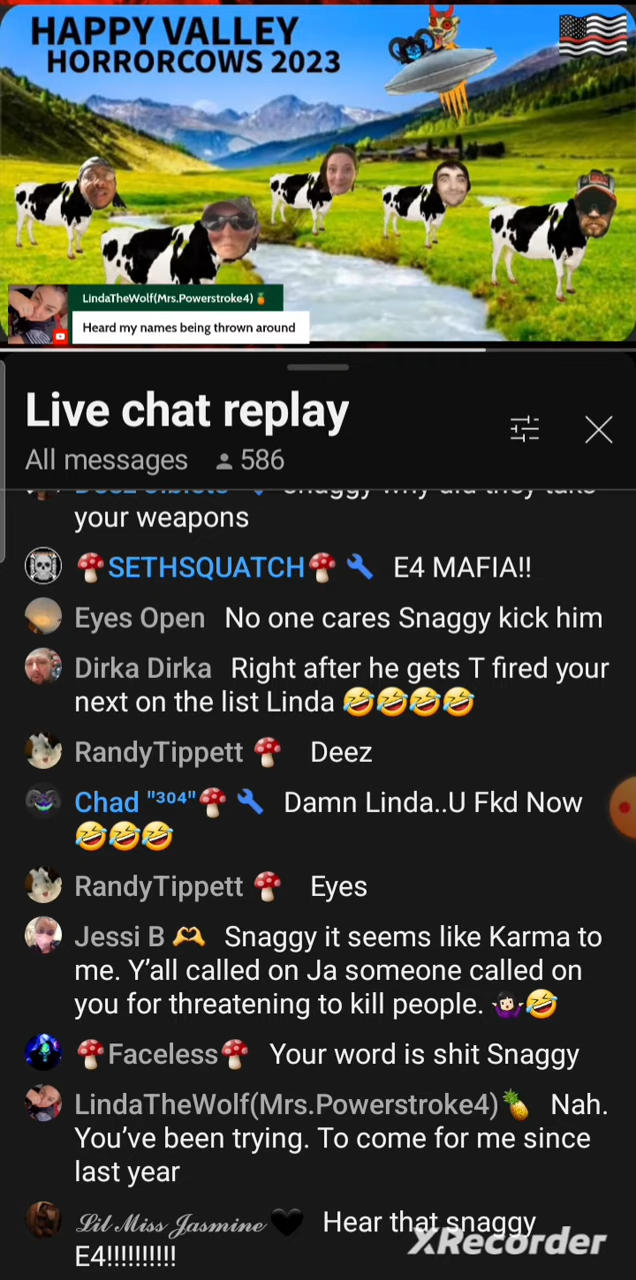 HAPPY VALLEY
HORRORCOWS 2023
LindaTheWolf(Mrs.Powerstroke4)🍍
Heard my names being thrown around
Live chat replay
All messages 586
your weapons
🍄SETHSQUATCH🍄 E4 MAFIA!!
Eyes Open No one cares Snaggy kick him
Dirka Dirka Right after he gets T fired your
next on the list Linda 🤣🤣🤣🤣
RandyTippett 🍄 Deez
Chad "³⁰⁴"🍄 Damn Linda..U Fkd Now
🤣🤣🤣
RandyTippett 🍄 Eyes
Jessi B 🫶 Snaggy it seems like Karma to
me. Y'all called on Ja someone called on
you for threatening to kill people. 🤷🏻‍♀️🤣
🍄Faceless🍄 Your word is shit Snaggy
LindaTheWolf(Mrs.Powerstroke4)🍍 Nah.
You've been trying. To come for me since
last year
𝓛𝓲𝓵 𝓜𝓲𝓼𝓼 𝓙𝓪𝓼𝓶𝓲𝓷𝓮 🖤 Hear that snaggy
E4!!!!!!!!!!
XRecorder